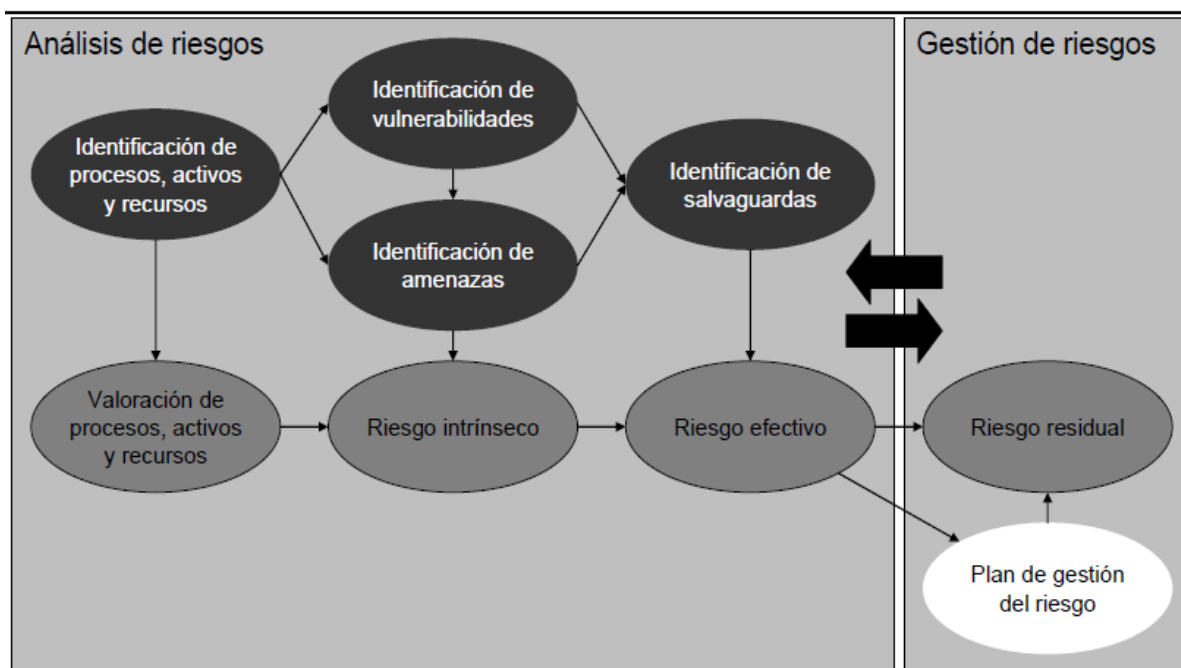 Análisis de riesgos
Gestión de riesgos
Identificación de
vulnerabilidades
Identificación de
procesos, activos
y recursos
Identificación de
salvaguardas
Identificación de
amenazas
Valoración de
procesos, activos
y recursos
Riesgo intrínseco
Riesgo efectivo
Riesgo residual
Plan de gestión
del riesgo